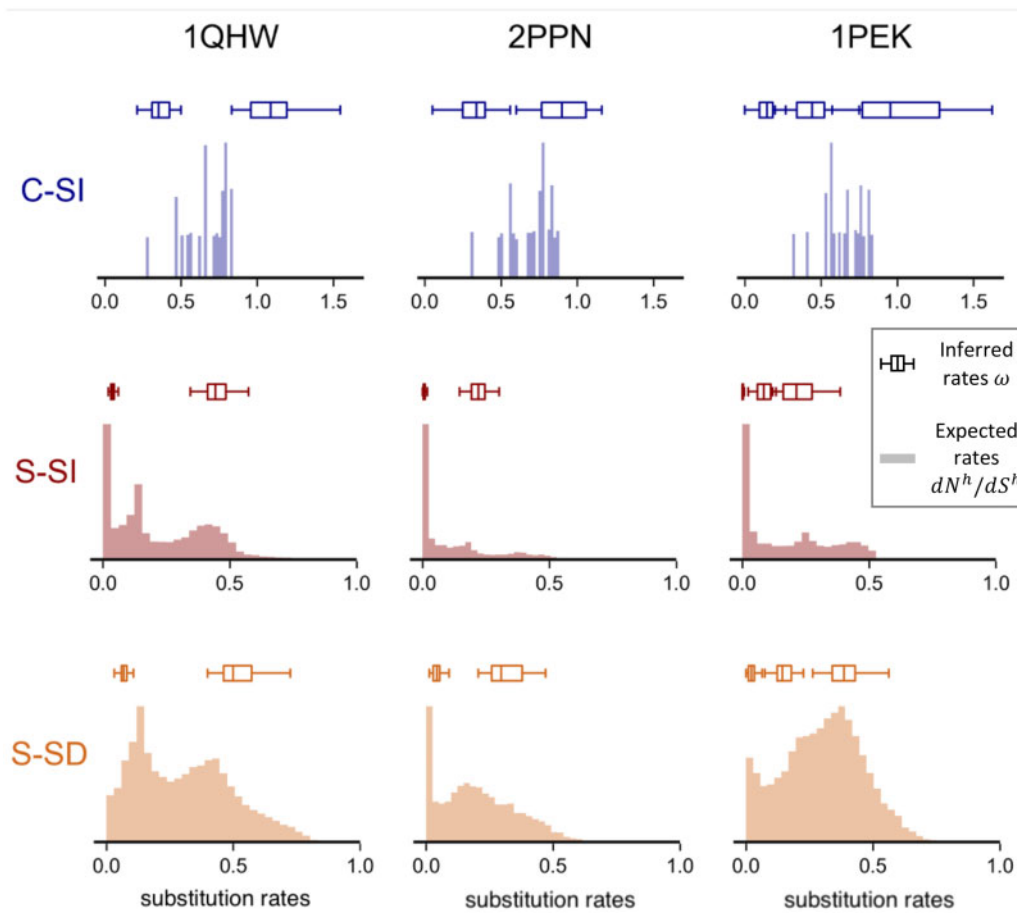 1QHW 2PPN 1PEK
C-SI
0.0 0.5 1.0 1.5 0.0 0.5 1.0 1.5 0.0 0.5 1.0 1.5
Inferred
rates ω
Expected
rates
dN^h/dS^h
S-SI
0.0 0.5 1.0 0.0 0.5 1.0 0.0 0.5 1.0
S-SD
0.0 0.5 1.0 0.0 0.5 1.0 0.0 0.5 1.0
substitution rates substitution rates substitution rates